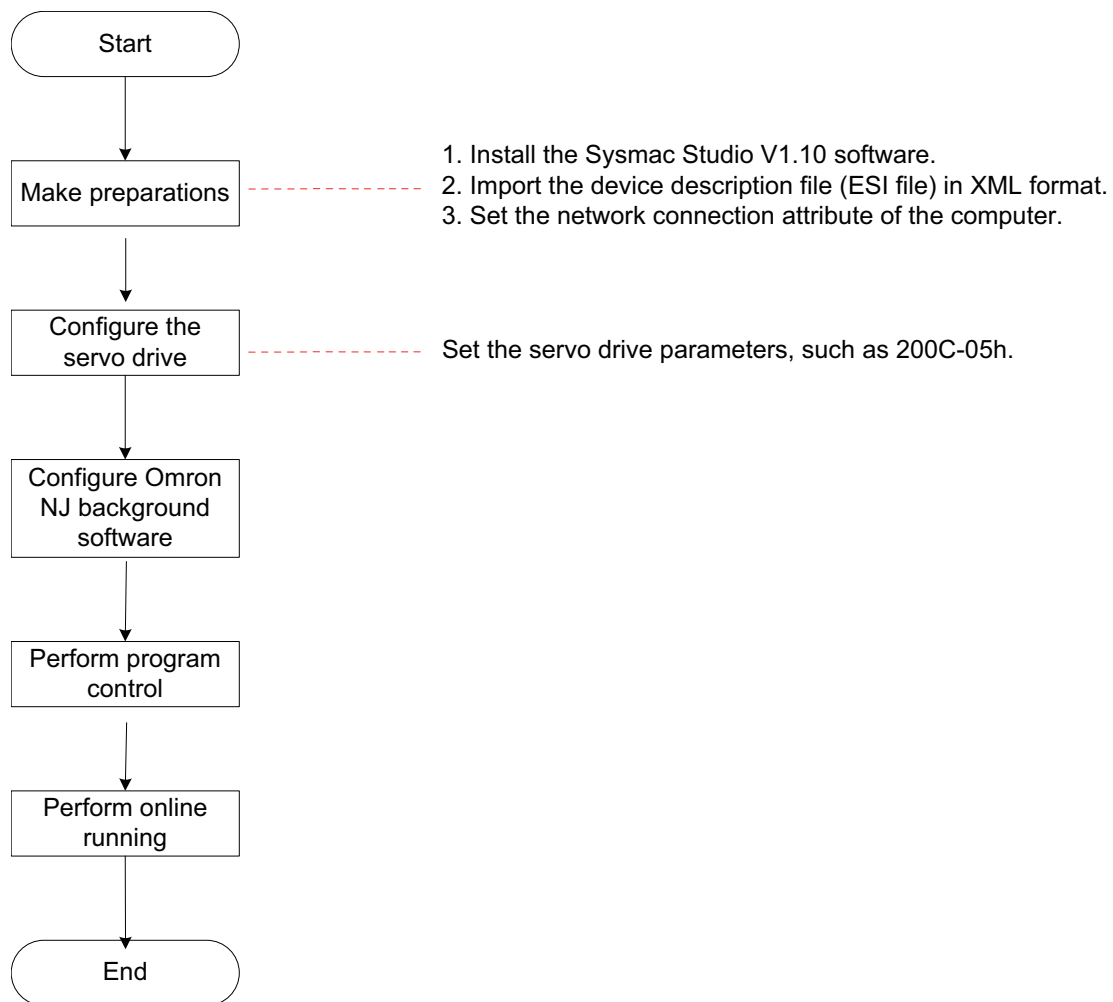 Start
Make preparations
1. Install the Sysmac Studio V1.10 software.
2. Import the device description file (ESI file) in XML format.
3. Set the network connection attribute of the computer.
Configure the
servo drive
Set the servo drive parameters, such as 200C-05h.
Configure Omron
NJ background
software
Perform program
control
Perform online
running
End